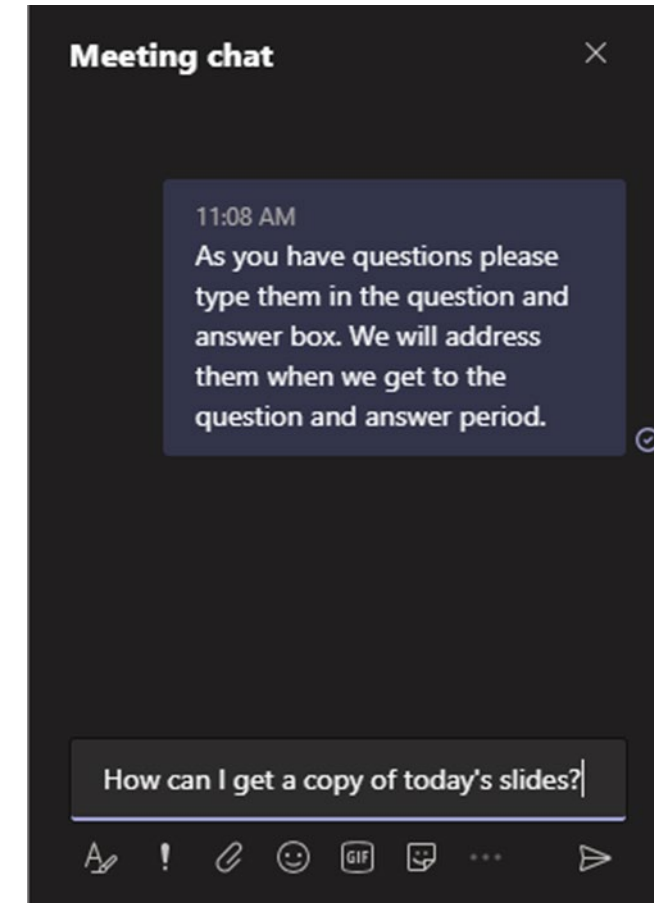 Meeting chat
11:08 AM
As you have questions please
type them in the question and
answer box. We will address
them when we get to the
question and answer period.
How can I get a copy of today's slides?
GIF